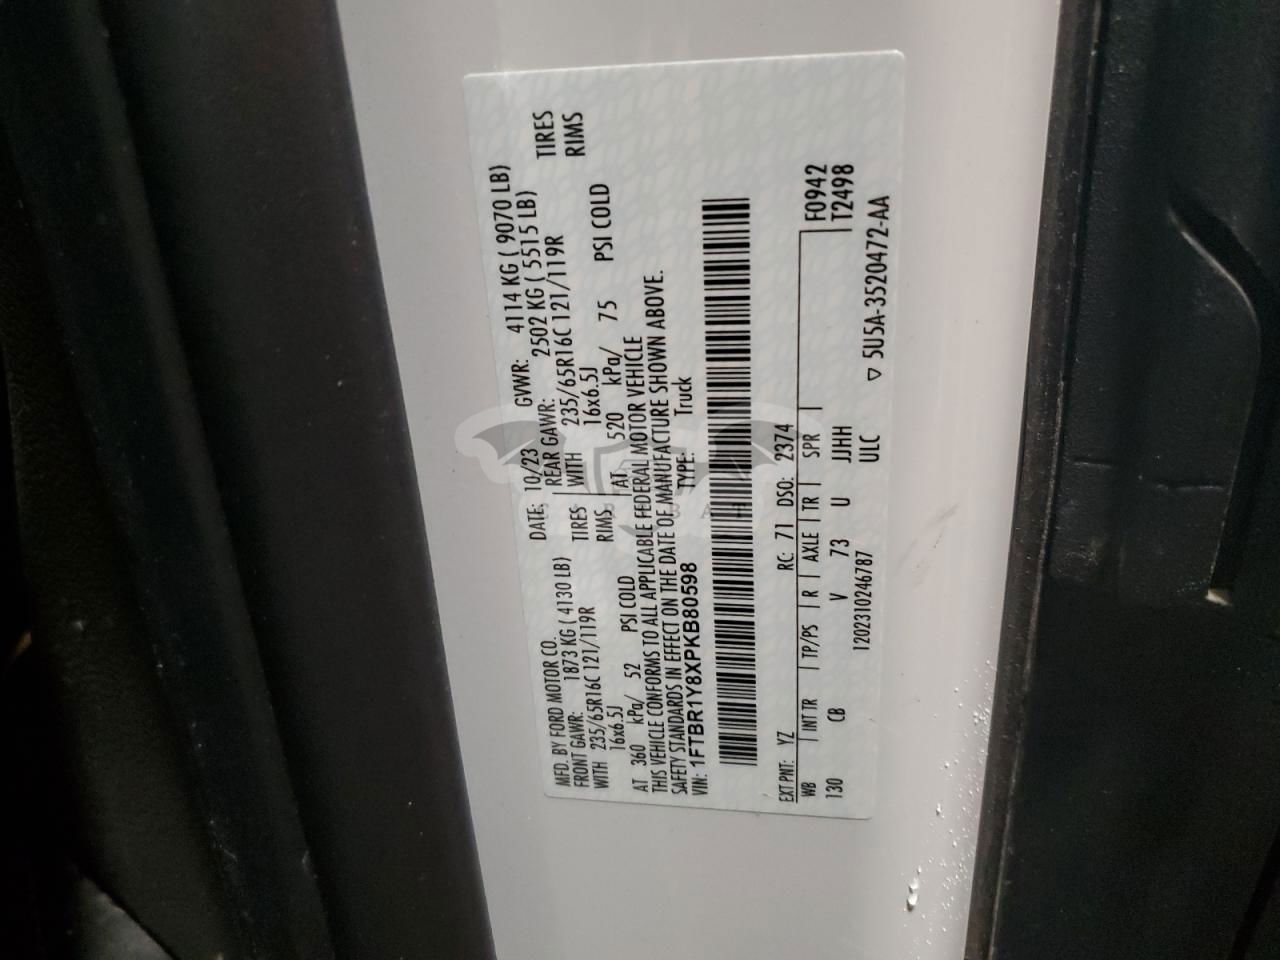 MFD. BY FORD MOTOR CO. DATE: 10/23 GVWR: 4114 KG ( 9070 LB)
FRONT GAWR: 1873 KG ( 4130 LB) REAR GAWR: 2502 KG ( 5515 LB)
WITH 235/65R16C 121/119R TIRES WITH 235/65R16C 121/119R TIRES
16x6.5J RIMS 16x6.5J RIMS
AT 360 kPa/ 52 PSI COLD AT 520 kPa/ 75 PSI COLD
THIS VEHICLE CONFORMS TO ALL APPLICABLE FEDERAL MOTOR VEHICLE
SAFETY STANDARDS IN EFFECT ON THE DATE OF MANUFACTURE SHOWN ABOVE.
VIN: 1FTBR1Y8XPKB80598 TYPE: Truck
EXT PNT: YZ RC: 71 DSO: 2374
WB INT TR TP/PS R AXLE TR SPR F0942
130 CB V 73 U JJHH T2498
120231024678​7 ULC
▽ 5U5A-3520472-AA